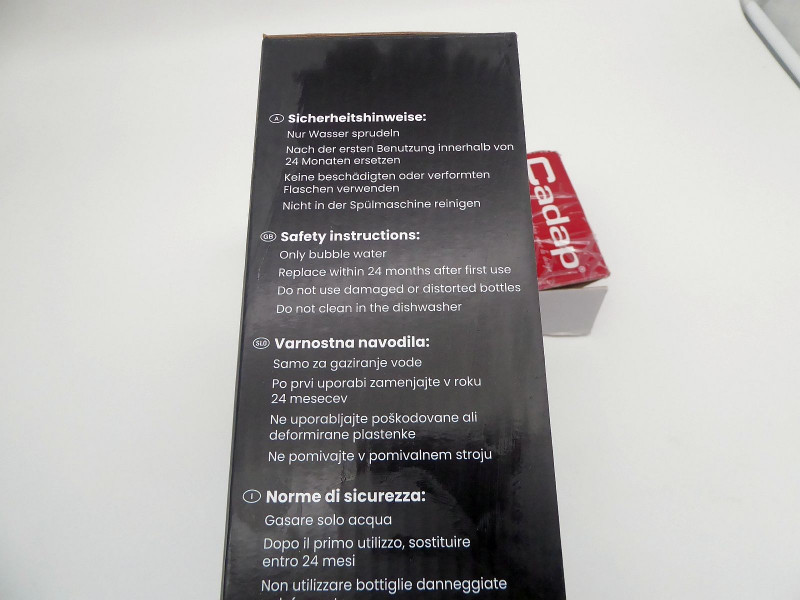 A Sicherheitshinweise:
Nur Wasser sprudeln
Nach der ersten Benutzung innerhalb von
24 Monaten ersetzen
Keine beschädigten oder verformten
Flaschen verwenden
Nicht in der Spülmaschine reinigen
GB Safety instructions:
Only bubble water
Replace within 24 months after first use
Do not use damaged or distorted bottles
Do not clean in the dishwasher
SLO Varnostna navodila:
Samo za gaziranje vode
Po prvi uporabi zamenjajte v roku
24 mesecev
Ne uporabljajte poškodovane ali
deformirane plastenke
Ne pomivajte v pomivalnem stroju
I Norme di sicurezza:
Gasare solo acqua
Dopo il primo utilizzo, sostituire
entro 24 mesi
Non utilizzare bottiglie danneggiate
Cadap®